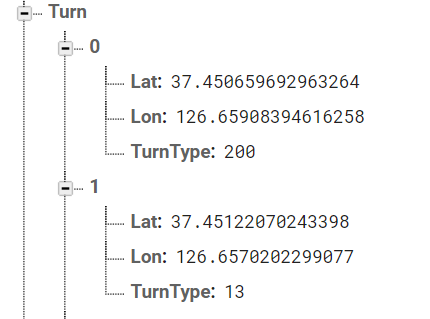 Turn
0
Lat: 37.450659692963264
Lon: 126.65908394616258
TurnType: 200
1
Lat: 37.45122070243398
Lon: 126.6570202299077
TurnType: 13